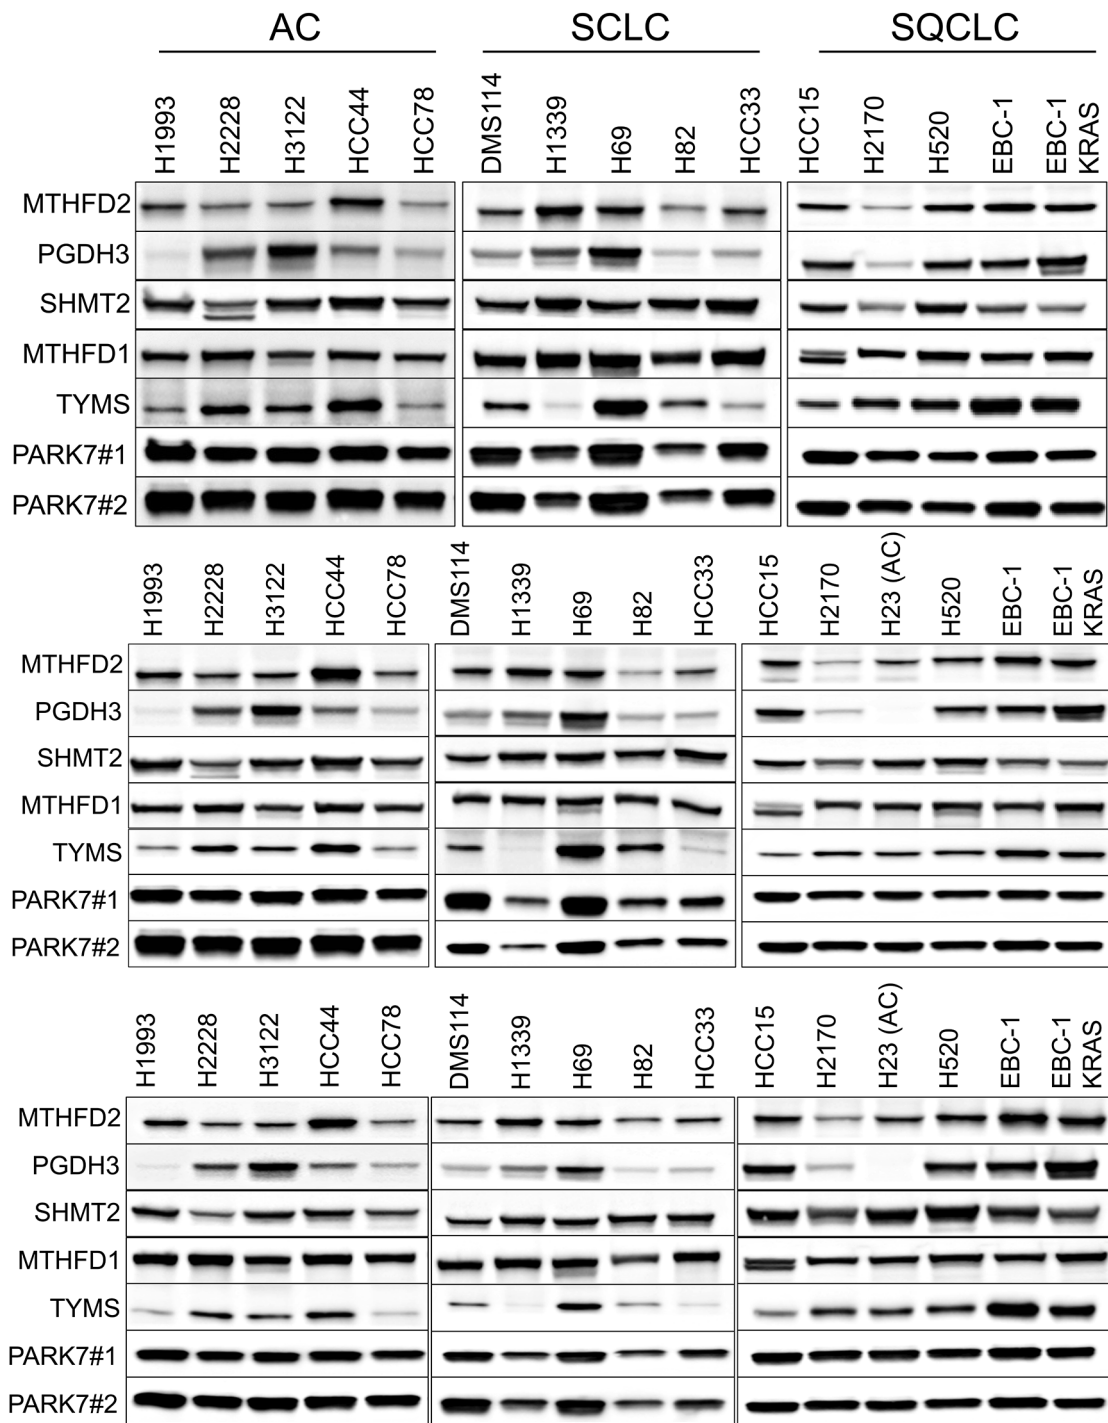 AC SCLC SQCLC
H1993 H2228 H3122 HCC44 HCC78 DMS114 H1339 H69 H82 HCC33 HCC15 H2170 H520 EBC-1 EBC-1 KRAS
MTHFD2
PGDH3
SHMT2
MTHFD1
TYMS
PARK7#1
PARK7#2
H1993 H2228 H3122 HCC44 HCC78 DMS114 H1339 H69 H82 HCC33 HCC15 H2170 H23 (AC) H520 EBC-1 EBC-1 KRAS
MTHFD2
PGDH3
SHMT2
MTHFD1
TYMS
PARK7#1
PARK7#2
H1993 H2228 H3122 HCC44 HCC78 DMS114 H1339 H69 H82 HCC33 HCC15 H2170 H23 (AC) H520 EBC-1 EBC-1 KRAS
MTHFD2
PGDH3
SHMT2
MTHFD1
TYMS
PARK7#1
PARK7#2